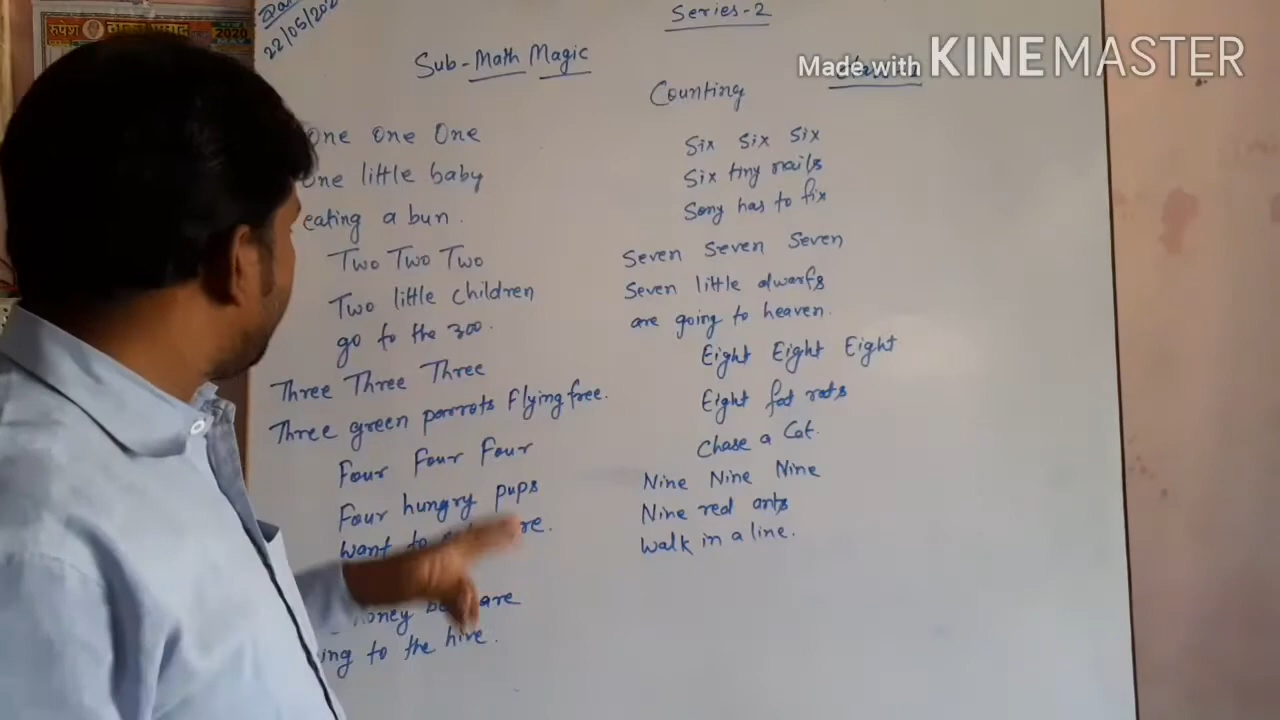 रुपेश
2020
22/05/202
Series-2
Sub-Math Magic
Made with KINEMASTER
Counting
One One One
One little baby
eating a bun.
Two Two Two
Two little children
go to the zoo.
Three Three Three
Three green parrots Flying free.
Four Four Four
Four hungry pups
want to re.
honey are
ing to the hive.
Six Six Six
Six tiny nails
Sony has to fix
Seven Seven Seven
Seven little dwarfs
are going to heaven.
Eight Eight Eight
Eight fat rats
Chase a Cat.
Nine Nine Nine
Nine red ants
Walk in a line.